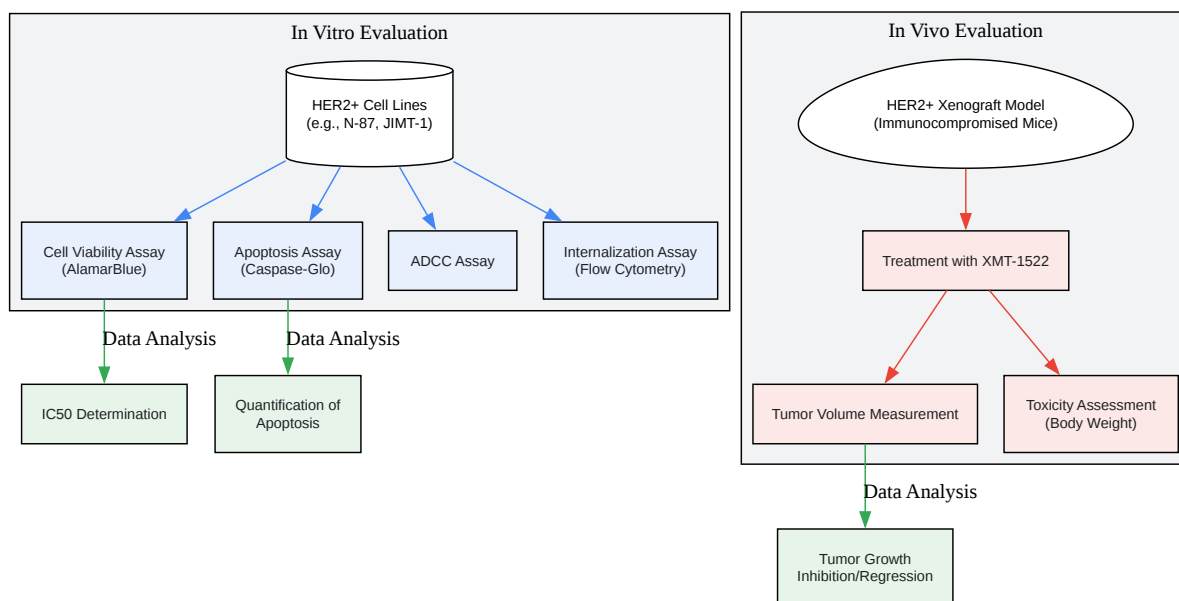 In Vitro Evaluation
HER2+ Cell Lines
(e.g., N-87, JIMT-1)
Cell Viability Assay
(AlamarBlue)
Apoptosis Assay
(Caspase-Glo)
ADCC Assay
Internalization Assay
(Flow Cytometry)
Data Analysis
Data Analysis
IC50 Determination
Quantification of
Apoptosis
In Vivo Evaluation
HER2+ Xenograft Model
(Immunocompromised Mice)
Treatment with XMT-1522
Tumor Volume Measurement
Toxicity Assessment
(Body Weight)
Data Analysis
Tumor Growth
Inhibition/Regression